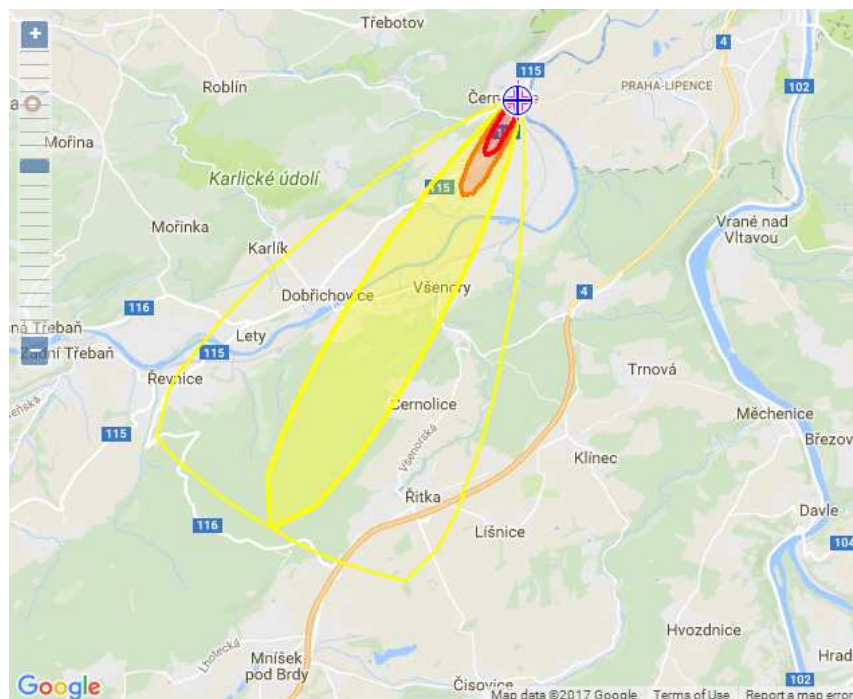 Třebotov
115
4
Roblín
PRAHA-LIPENCE
102
Mořina
Karlické údolí
115
Vrané nad
Vltavou
Mořinka
Karlík
Všenory
4
116
Dobřichovice
Zadní Třebaň
Lety
115
Řevnice
Trnová
Černolice
Měchenice
115
Všenorská
Klínec
Březov
Řitka
116
Líšnice
Davle
104
Hvozdnice
Lhotecká
Mníšek
pod Brdy
Hrad
Čisovice
Google
Map data ©2017 Google Terms of Use Report a map error